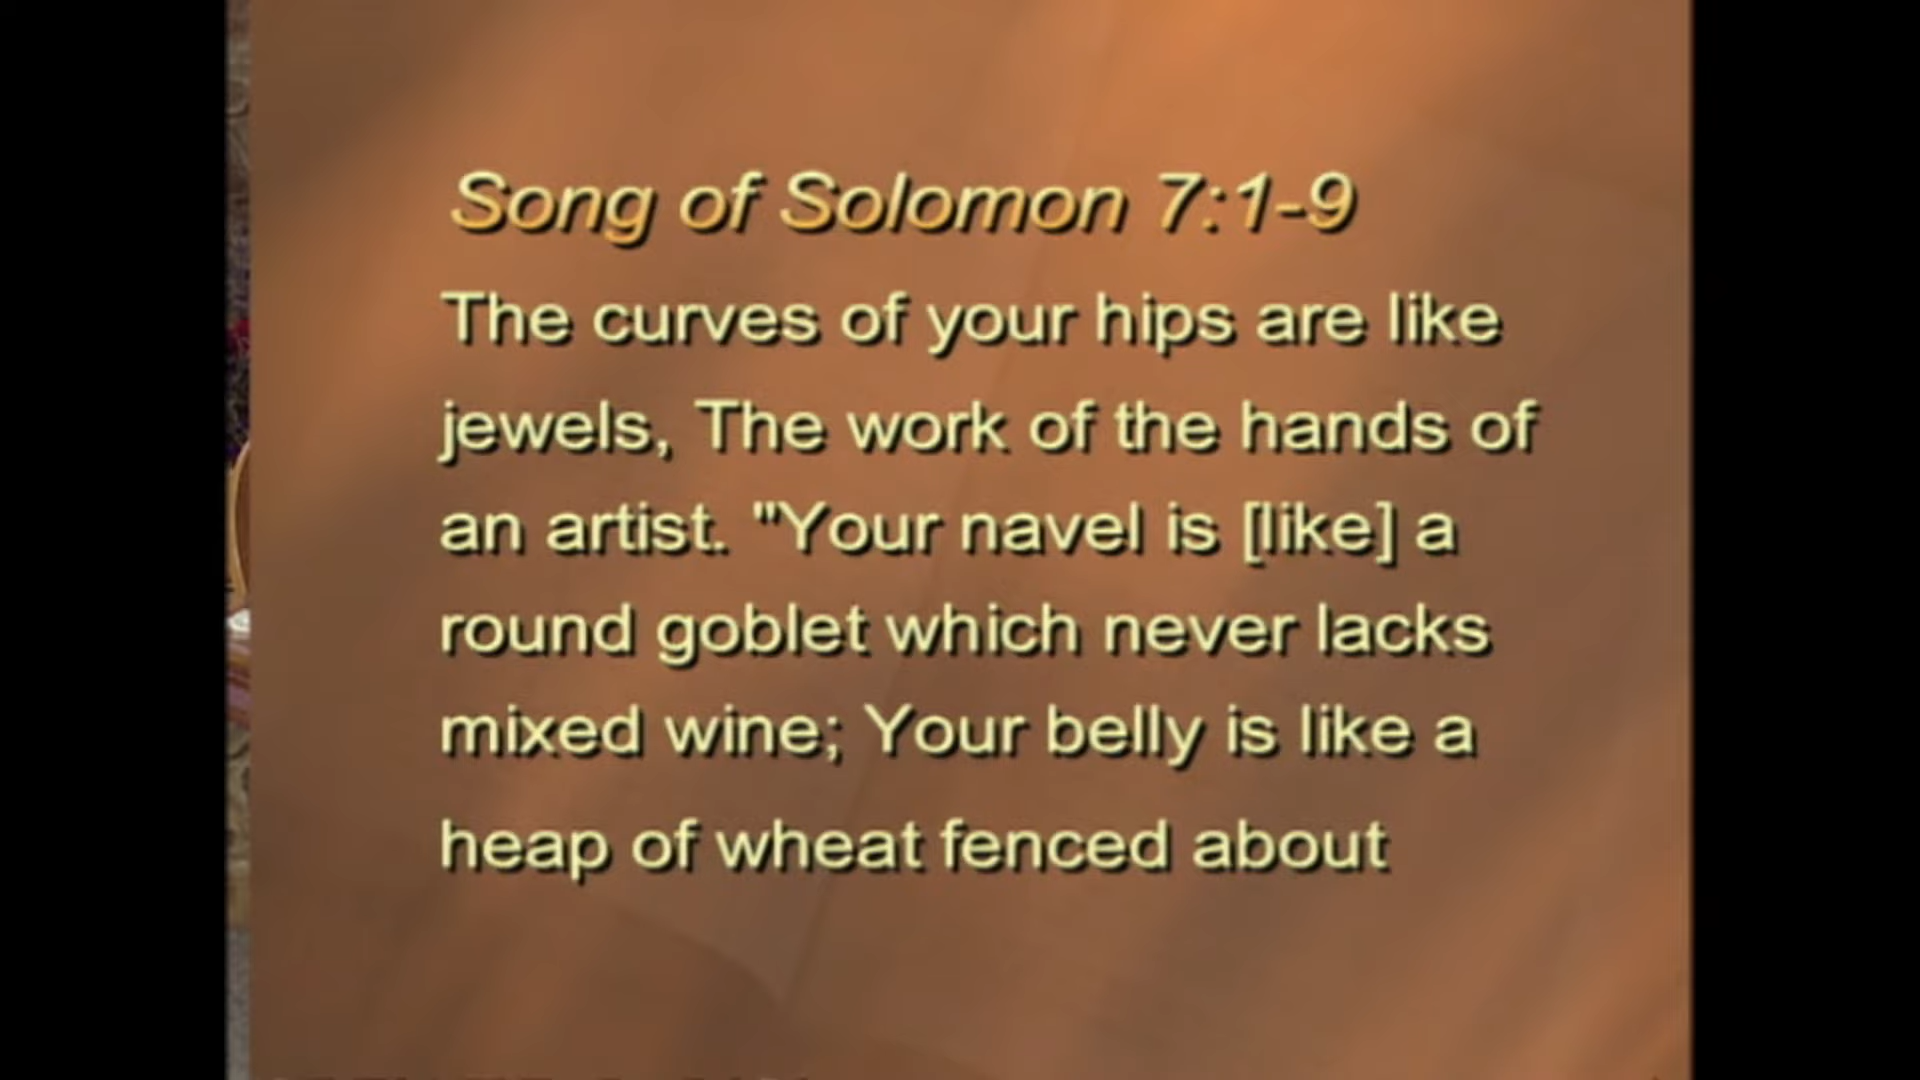 Song of Solomon 7:1-9
The curves of your hips are like
jewels, The work of the hands of
an artist. "Your navel is [like] a
round goblet which never lacks
mixed wine; Your belly is like a
heap of wheat fenced about